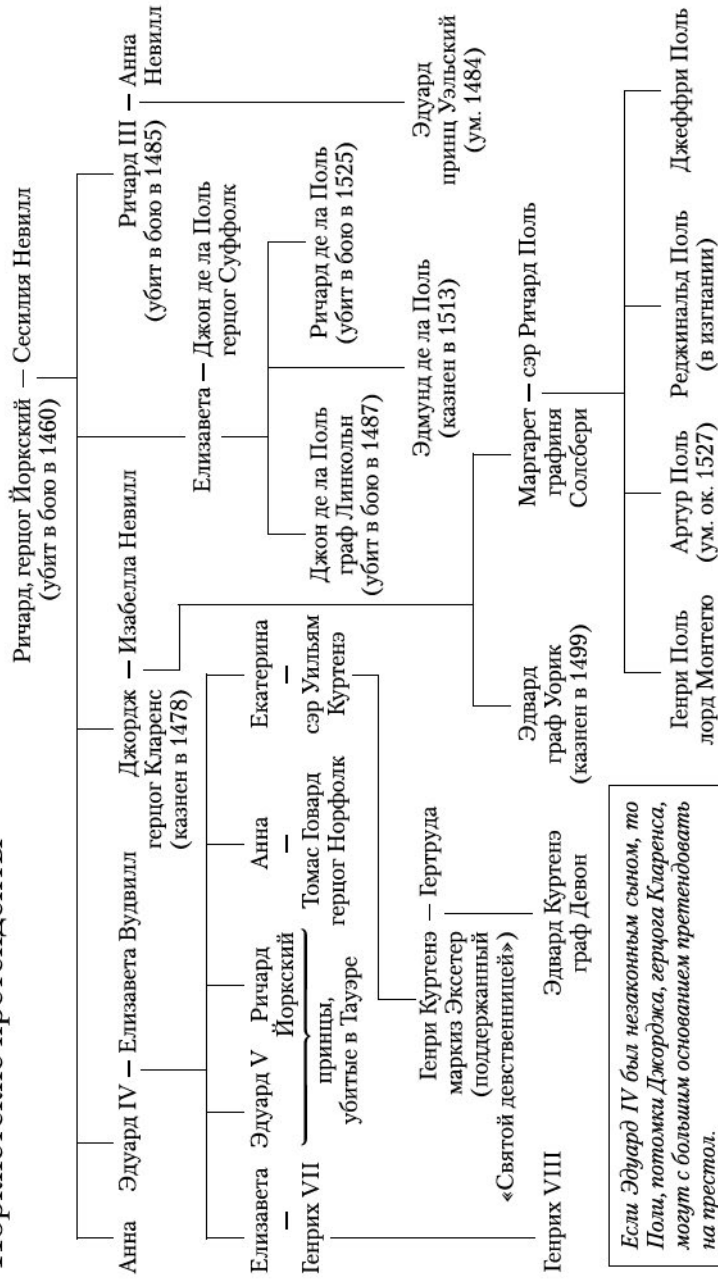 Йоркистские претенденты
Ричард, герцог Йоркский — Сесилия Невилл
(убит в бою в 1460)
Анна
Эдуард IV — Елизавета Вудвилл
Джордж — Изабелла Невилл
герцог Кларенс
(казнен в 1478)
Елизавета — Джон де ла Поль
герцог Суффолк
Ричард III — Анна
Невилл
(убит в бою в 1485)
Елизавета
—
Генрих VII
Эдуард V
Ричард
Йоркский
принцы,
убитые в Тауэре
Анна
—
Томас Говард
герцог Норфолк
Екатерина
—
сэр Уильям
Куртенэ
Джон де ла Поль
граф Линкольн
(убит в бою в 1487)
Ричард де ла Поль
(убит в бою в 1525)
Эдмунд де ла Поль
(казнен в 1513)
Эдуард
принц Уэльский
(ум. 1484)
Генри Куртенэ — Гертруда
маркиз Эксетер
(поддержанный
«Святой девственницей»)
Эдвард
граф Уорик
(казнен в 1499)
Маргарет — сэр Ричард Поль
графиня
Солсбери
Генрих VIII
Эдвард Куртенэ
граф Девон
Генри Поль
лорд Монтегю
Артур Поль
(ум. ок. 1527)
Реджинальд Поль
(в изгнании)
Джеффри Поль
Если Эдуард IV был незаконным сыном, то
Поли, потомки Джорджа, герцога Кларенса,
могут с большим основанием претендовать
на престол.